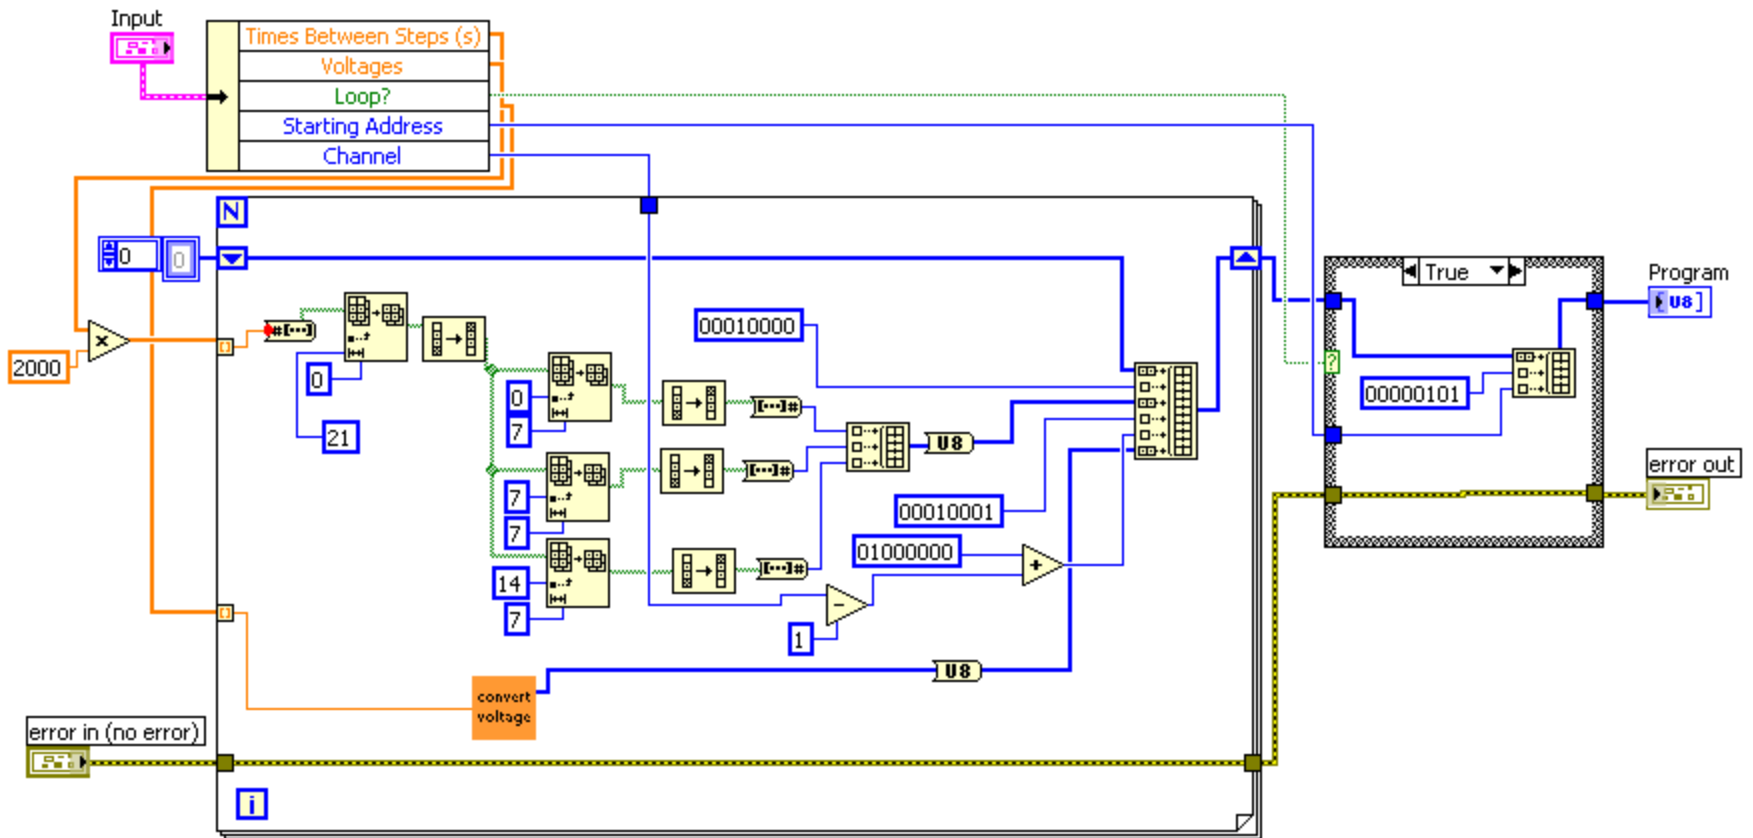 Input
Times Between Steps (s)
Voltages
Loop?
Starting Address
Channel
N
0
0
True
Program
U8
#[...]
2000
×
0
21
00010000
0
7
[...]#
00000101
?
U8
7
7
[...]#
00010001
error out
01000000
14
7
[...]#
+
-
1
convert
voltage
U8
error in (no error)
i